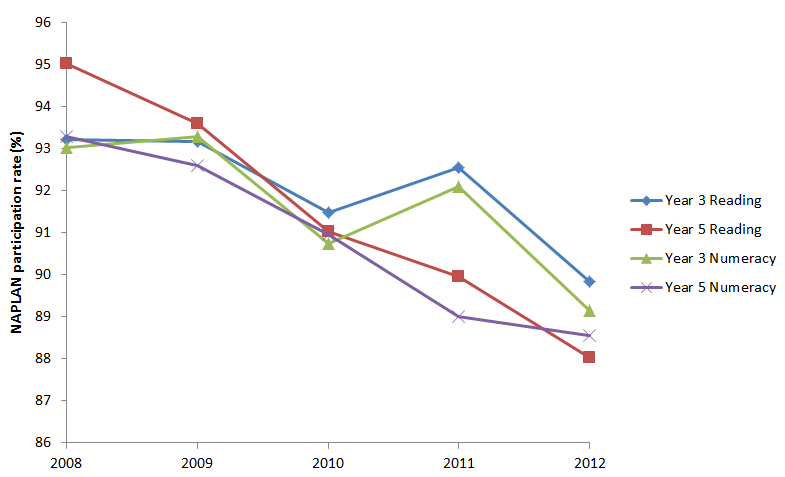 96
95
94
93
92
91
90
89
88
87
86
NAPLAN participation rate (%)
2008 2009 2010 2011 2012
Year 3 Reading
Year 5 Reading
Year 3 Numeracy
Year 5 Numeracy